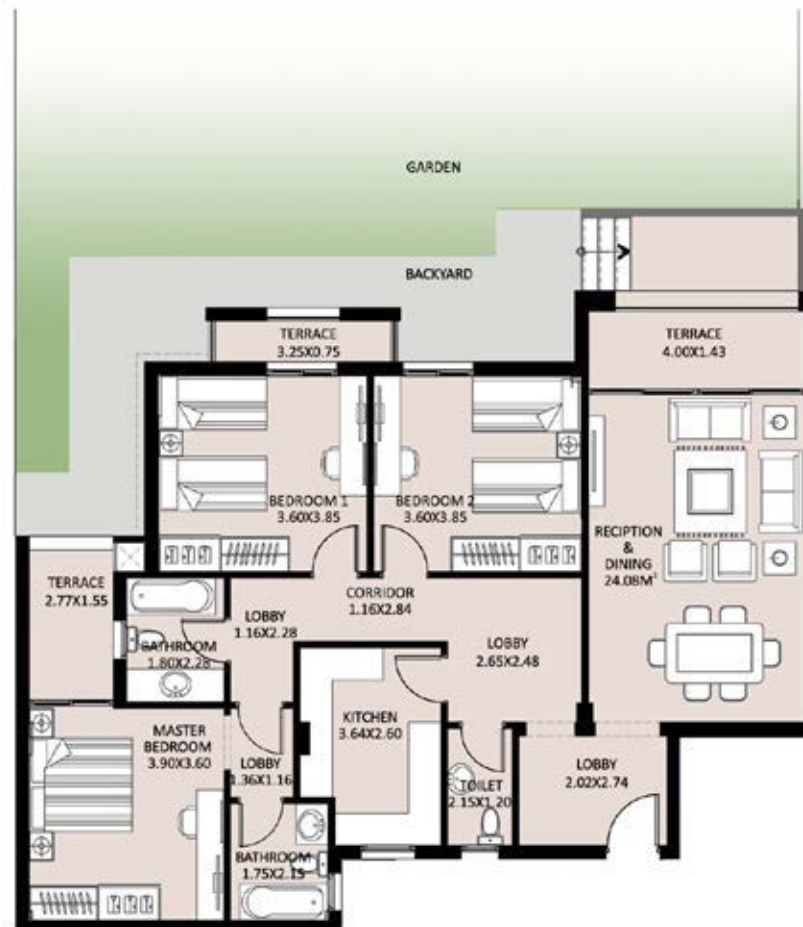 GARDEN
BACKYARD
TERRACE
3.25X0.75
TERRACE
4.00X1.43
BEDROOM 1
3.60X3.85
BEDROOM 2
3.60X3.85
RECIPTION
&
DINING
24.08M²
TERRACE
2.77X1.55
CORRIDOR
1.16X2.84
LOBBY
1.16X2.28
BATHROOM
1.80X2.28
LOBBY
2.65X2.48
KITCHEN
3.64X2.60
MASTER
BEDROOM
3.90X3.60
LOBBY
1.36X1.16
TOILET
2.15X1.20
LOBBY
2.02X2.74
BATHROOM
1.75X2.15